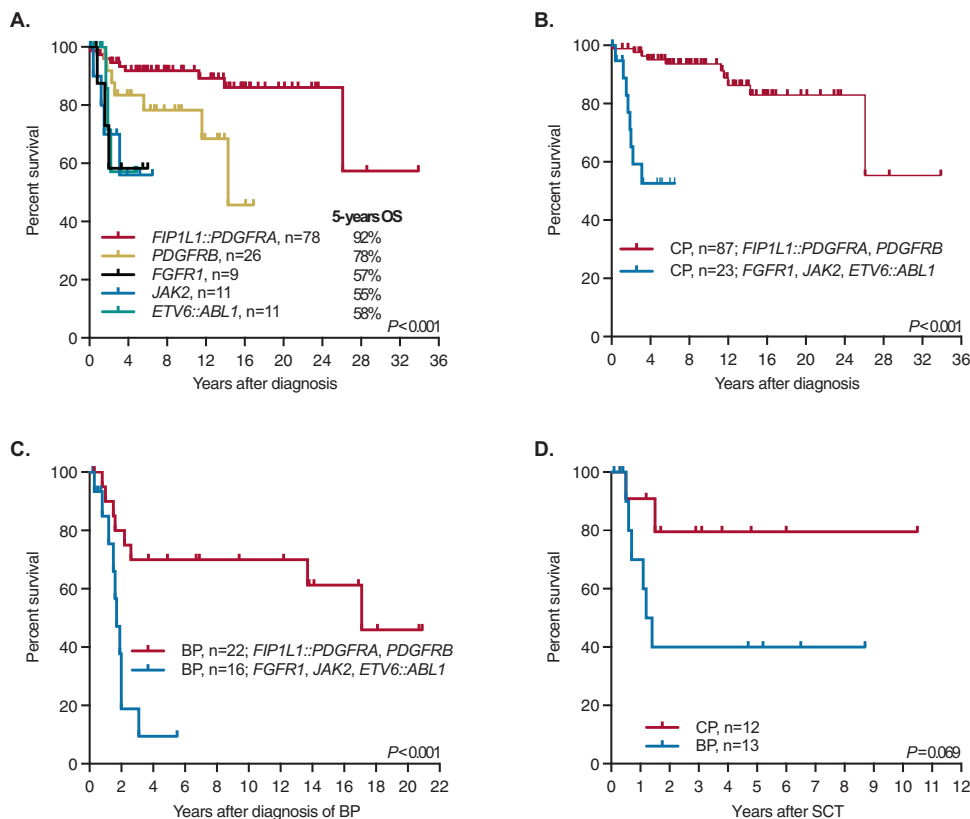 A.
100
80
60
40
20
0
Percent survival
5-years OS
FIP1L1::PDGFRA, n=78 92%
PDGFRB, n=26 78%
FGFR1, n=9 57%
JAK2, n=11 55%
ETV6::ABL1, n=11 58%
P<0.001
0 4 8 12 16 20 24 28 32 36
Years after diagnosis
B.
100
80
60
40
20
0
Percent survival
CP, n=87; FIP1L1::PDGFRA, PDGFRB
CP, n=23; FGFR1, JAK2, ETV6::ABL1
P<0.001
0 4 8 12 16 20 24 28 32 36
Years after diagnosis
C.
100
80
60
40
20
0
Percent survival
BP, n=22; FIP1L1::PDGFRA, PDGFRB
BP, n=16; FGFR1, JAK2, ETV6::ABL1
P<0.001
0 2 4 6 8 10 12 14 16 18 20 22
Years after diagnosis of BP
D.
100
80
60
40
20
0
Percent survival
CP, n=12
BP, n=13
P=0.069
0 1 2 3 4 5 6 7 8 9 10 11 12
Years after SCT